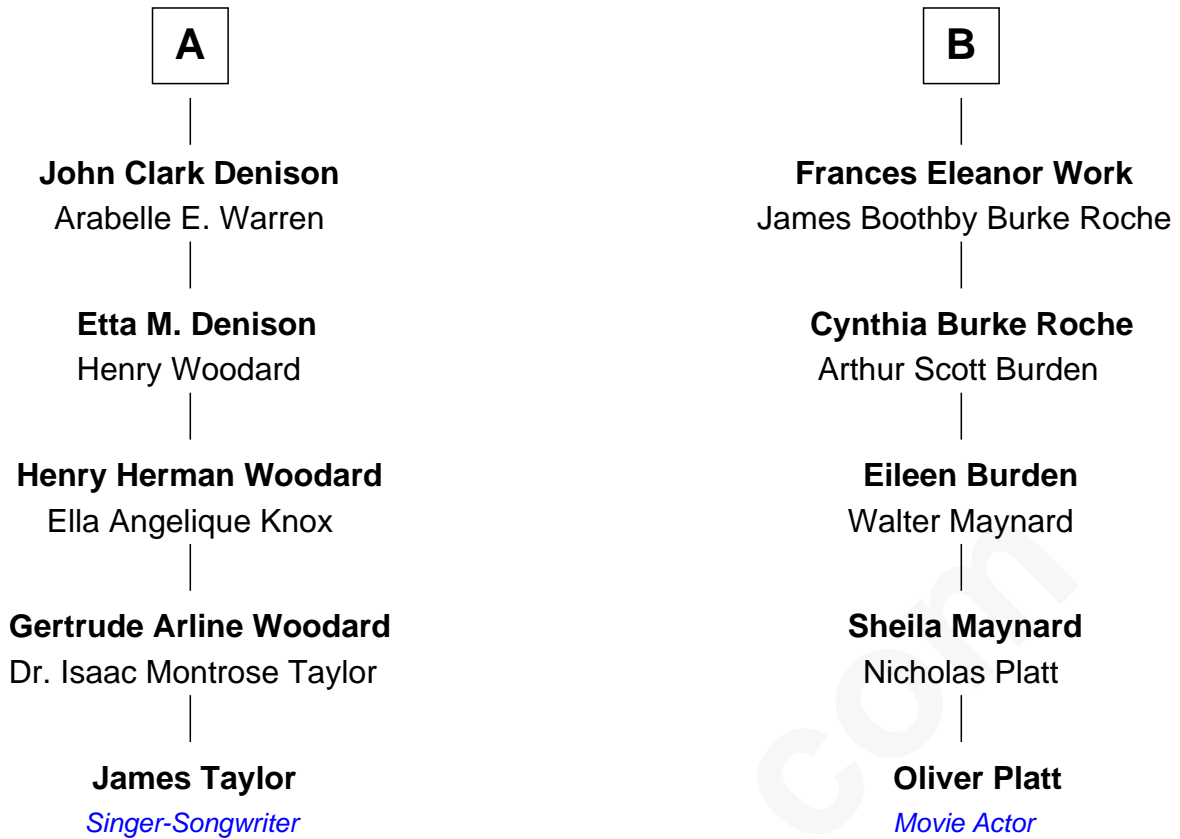 A
John Clark Denison
Arabelle E. Warren
Etta M. Denison
Henry Woodard
Henry Herman Woodard
Ella Angelique Knox
Gertrude Arline Woodard
Dr. Isaac Montrose Taylor
James Taylor
Singer-Songwriter
B
Frances Eleanor Work
James Boothby Burke Roche
Cynthia Burke Roche
Arthur Scott Burden
Eileen Burden
Walter Maynard
Sheila Maynard
Nicholas Platt
Oliver Platt
Movie Actor
com